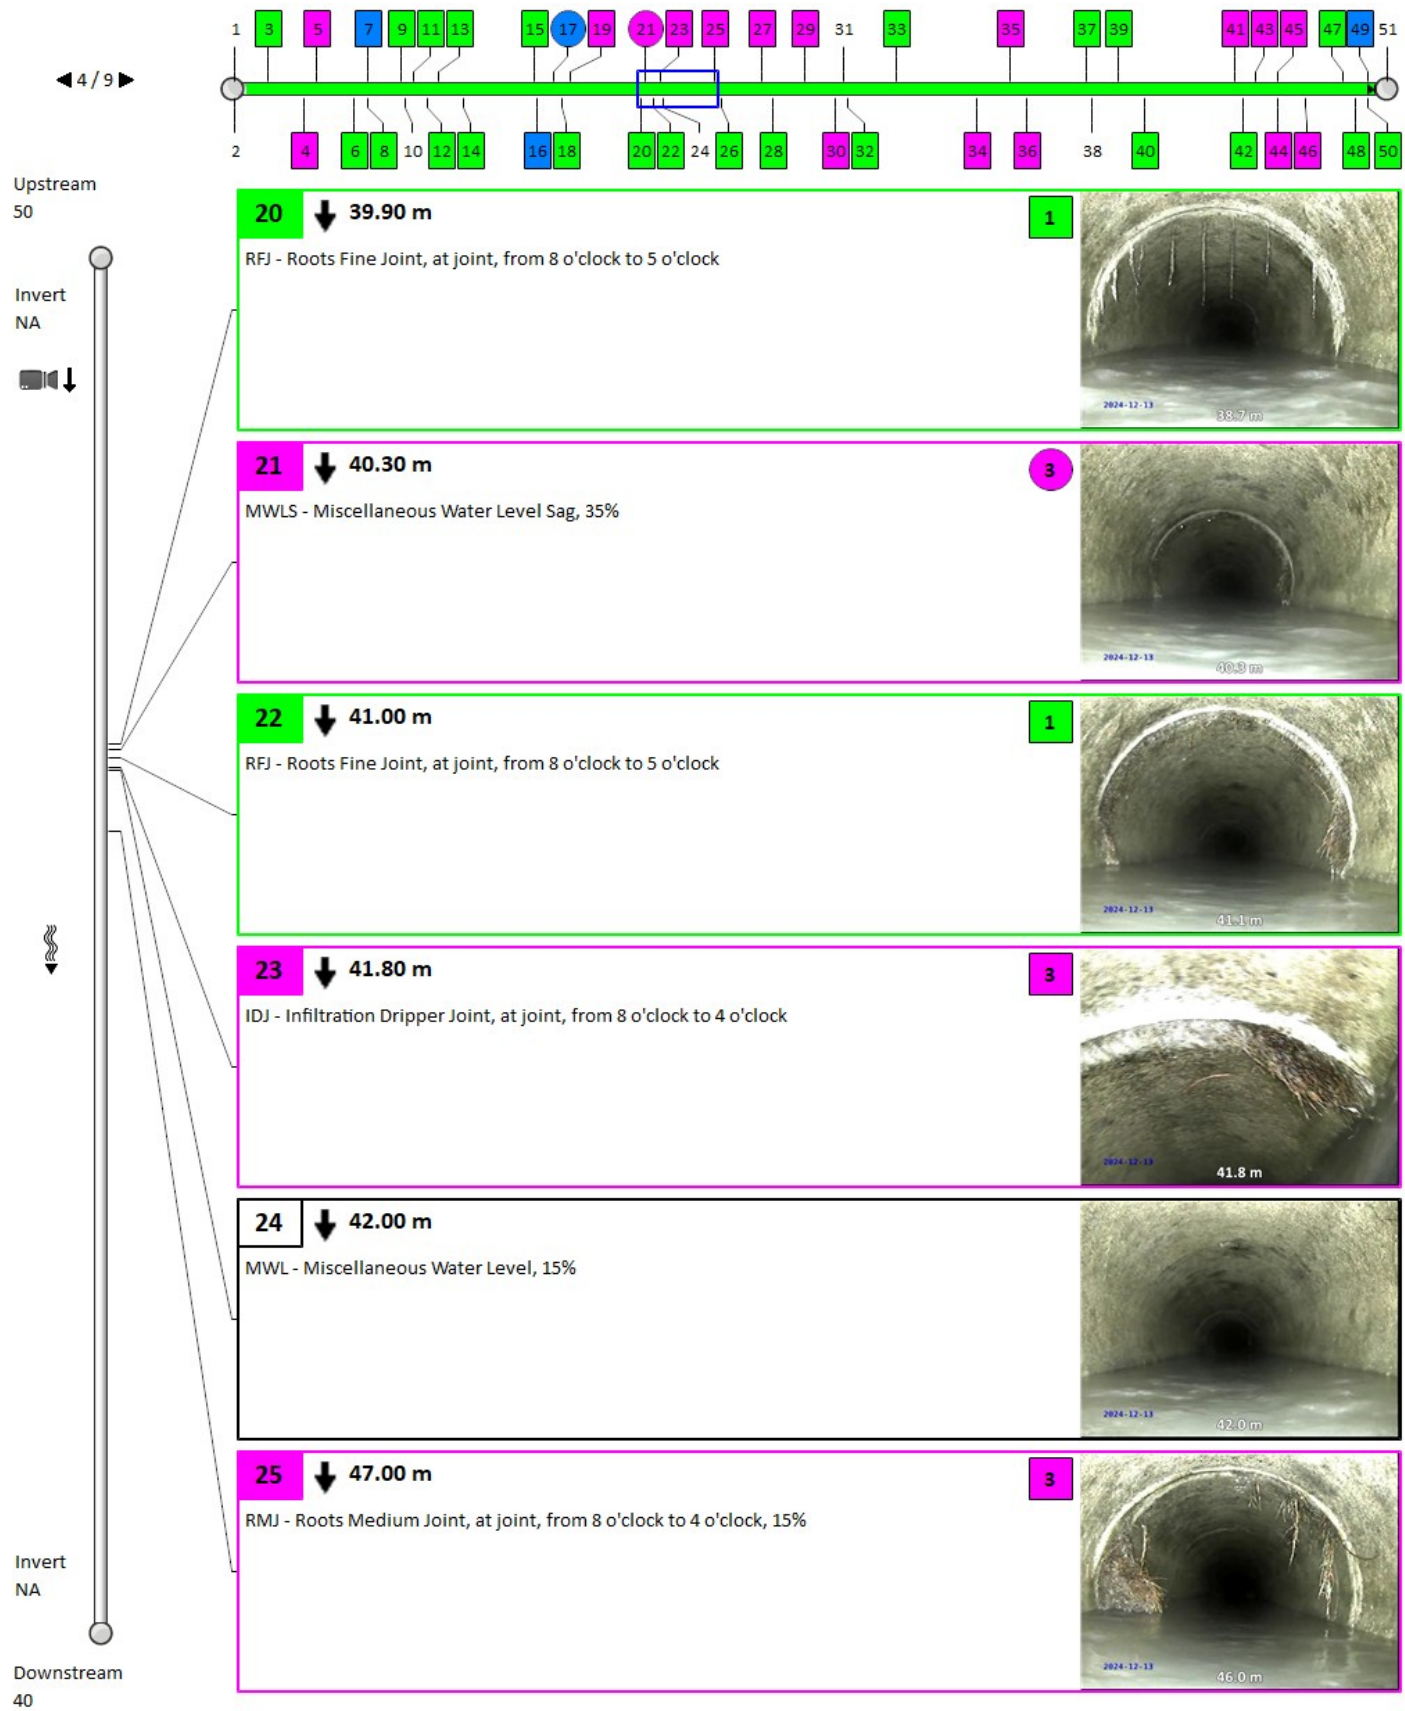 1 3 5 7 9 11 13 15 17 19 21 23 25 27 29 31 33 35 37 39 41 43 45 47 49 51
4 / 9
2 4 6 8 10 12 14 16 18 20 22 24 26 28 30 32 34 36 38 40 42 44 46 48 50
Upstream
50
Invert
NA
20 39.90 m 1
RFJ - Roots Fine Joint, at joint, from 8 o'clock to 5 o'clock
2024-12-13
38.7 m
21 40.30 m 3
MWLS - Miscellaneous Water Level Sag, 35%
2024-12-13
40.3 m
22 41.00 m 1
RFJ - Roots Fine Joint, at joint, from 8 o'clock to 5 o'clock
2024-12-13
41.1 m
23 41.80 m 3
IDJ - Infiltration Dripper Joint, at joint, from 8 o'clock to 4 o'clock
2024-12-13
41.8 m
24 42.00 m
MWL - Miscellaneous Water Level, 15%
2024-12-13
42.0 m
25 47.00 m 3
RMJ - Roots Medium Joint, at joint, from 8 o'clock to 4 o'clock, 15%
2024-12-13
46.0 m
Invert
NA
Downstream
40